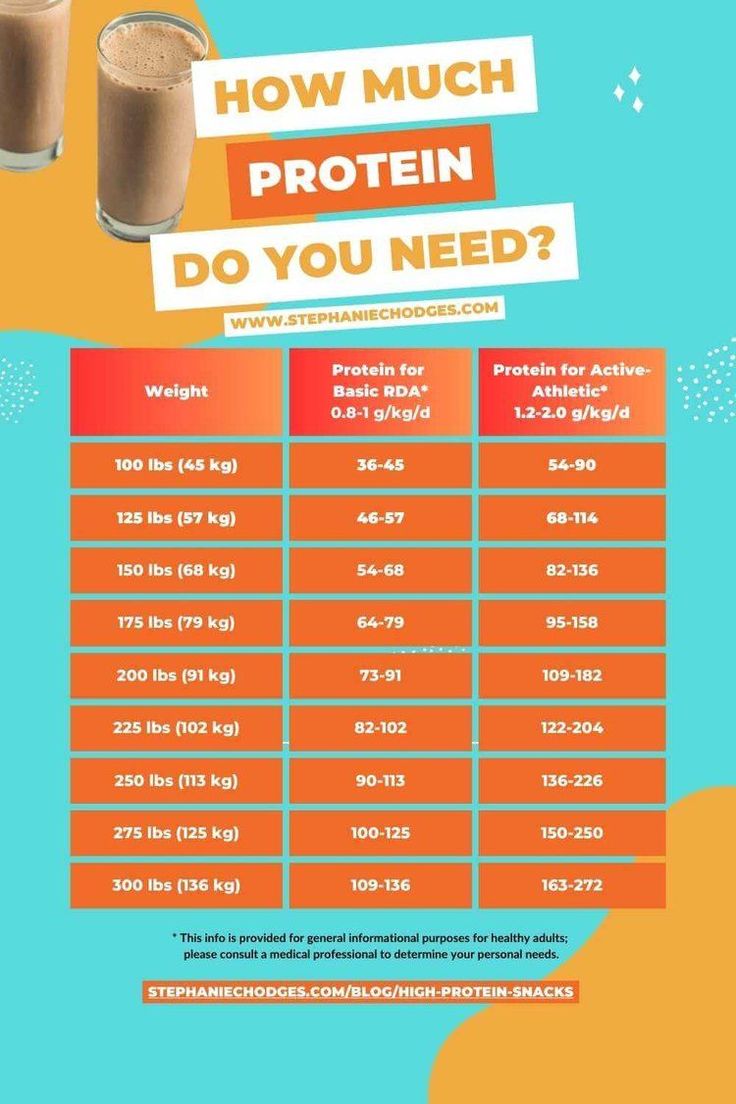 HOW MUCH
PROTEIN
DO YOU NEED?
WWW.STEPHANIECHODGES.COM
Weight
Protein for
Basic RDA*
0.8-1 g/kg/d
Protein for Active-
Athletic*
1.2-2.0 g/kg/d
100 lbs (45 kg) 36-45 54-90
125 lbs (57 kg) 46-57 68-114
150 lbs (68 kg) 54-68 82-136
175 lbs (79 kg) 64-79 95-158
200 lbs (91 kg) 73-91 109-182
225 lbs (102 kg) 82-102 122-204
250 lbs (113 kg) 90-113 136-226
275 lbs (125 kg) 100-125 150-250
300 lbs (136 kg) 109-136 163-272
* This info is provided for general informational purposes for healthy adults;
please consult a medical professional to determine your personal needs.
STEPHANIECHODGES.COM/BLOG/HIGH-PROTEIN-SNACKS